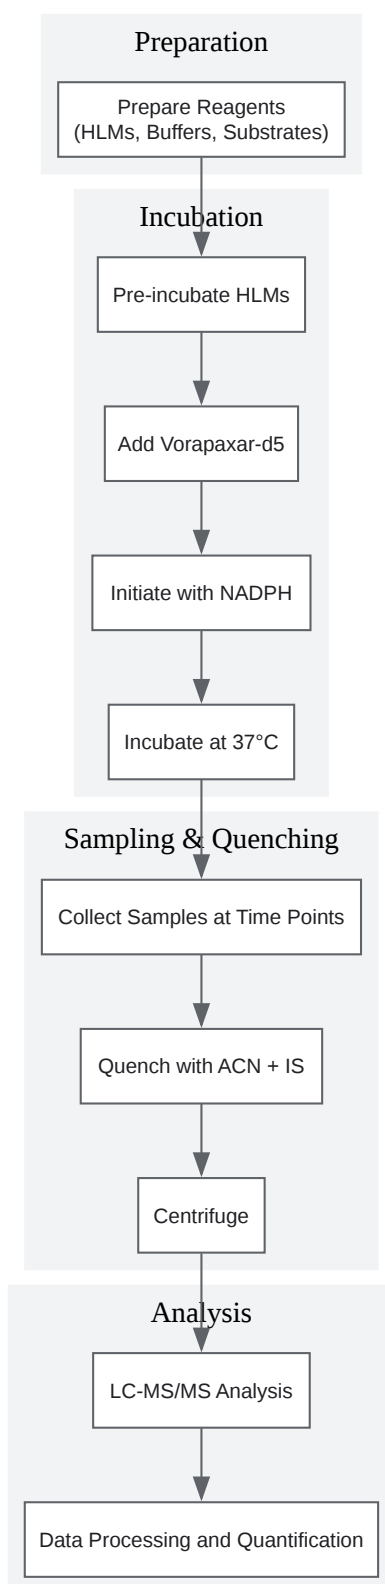 Preparation
Prepare Reagents
(HLMs, Buffers, Substrates)
Incubation
Pre-incubate HLMs
Add Vorapaxar-d5
Initiate with NADPH
Incubate at 37°C
Sampling & Quenching
Collect Samples at Time Points
Quench with ACN + IS
Centrifuge
Analysis
LC-MS/MS Analysis
Data Processing and Quantification